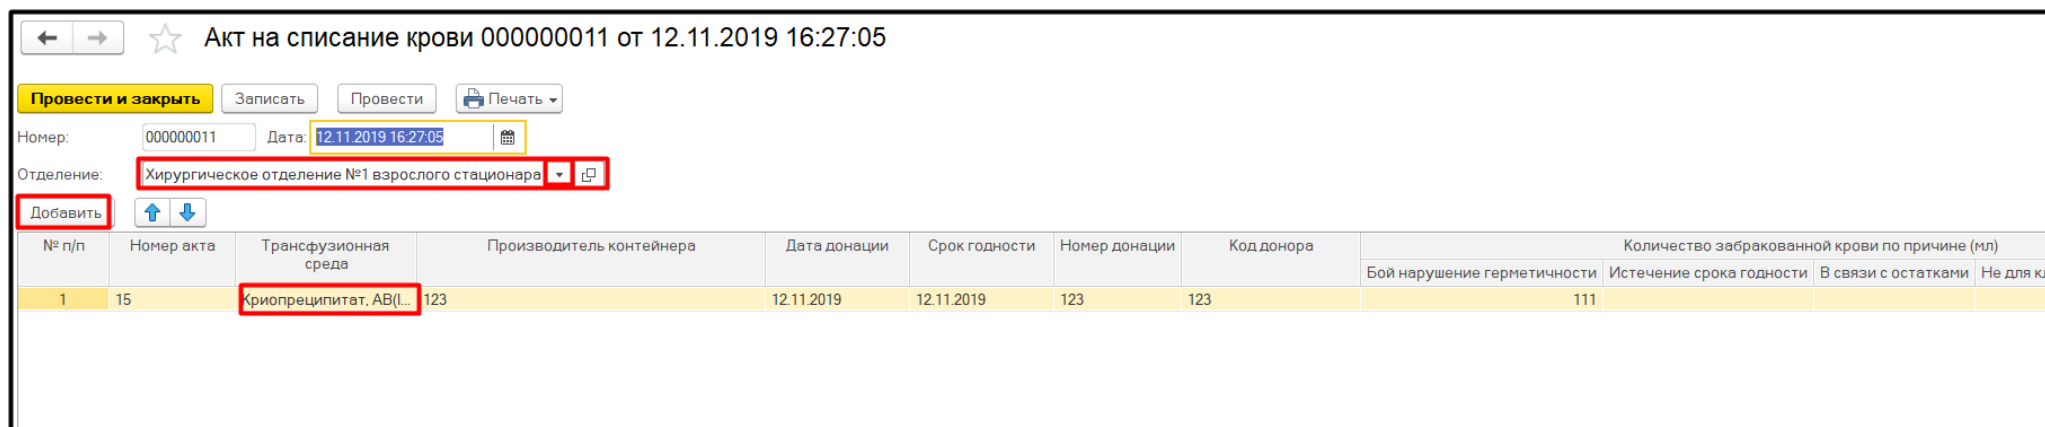 Акт на списание крови 000000011 от 12.11.2019 16:27:05
Провести и закрыть Записать Провести Печать
Номер: 000000011 Дата: 12.11.2019 16:27:05
Отделение: Хирургическое отделение №1 взрослого стационара
Добавить
№ п/п Номер акта Трансфузионная среда Производитель контейнера Дата донации Срок годности Номер донации Код донора Количество забракованной крови по причине (мл)
Бой нарушение герметичности Истечение срока годности В связи с остатками Не для
1 15 Криопреципитат, AB(I... 123 12.11.2019 12.11.2019 123 123 111